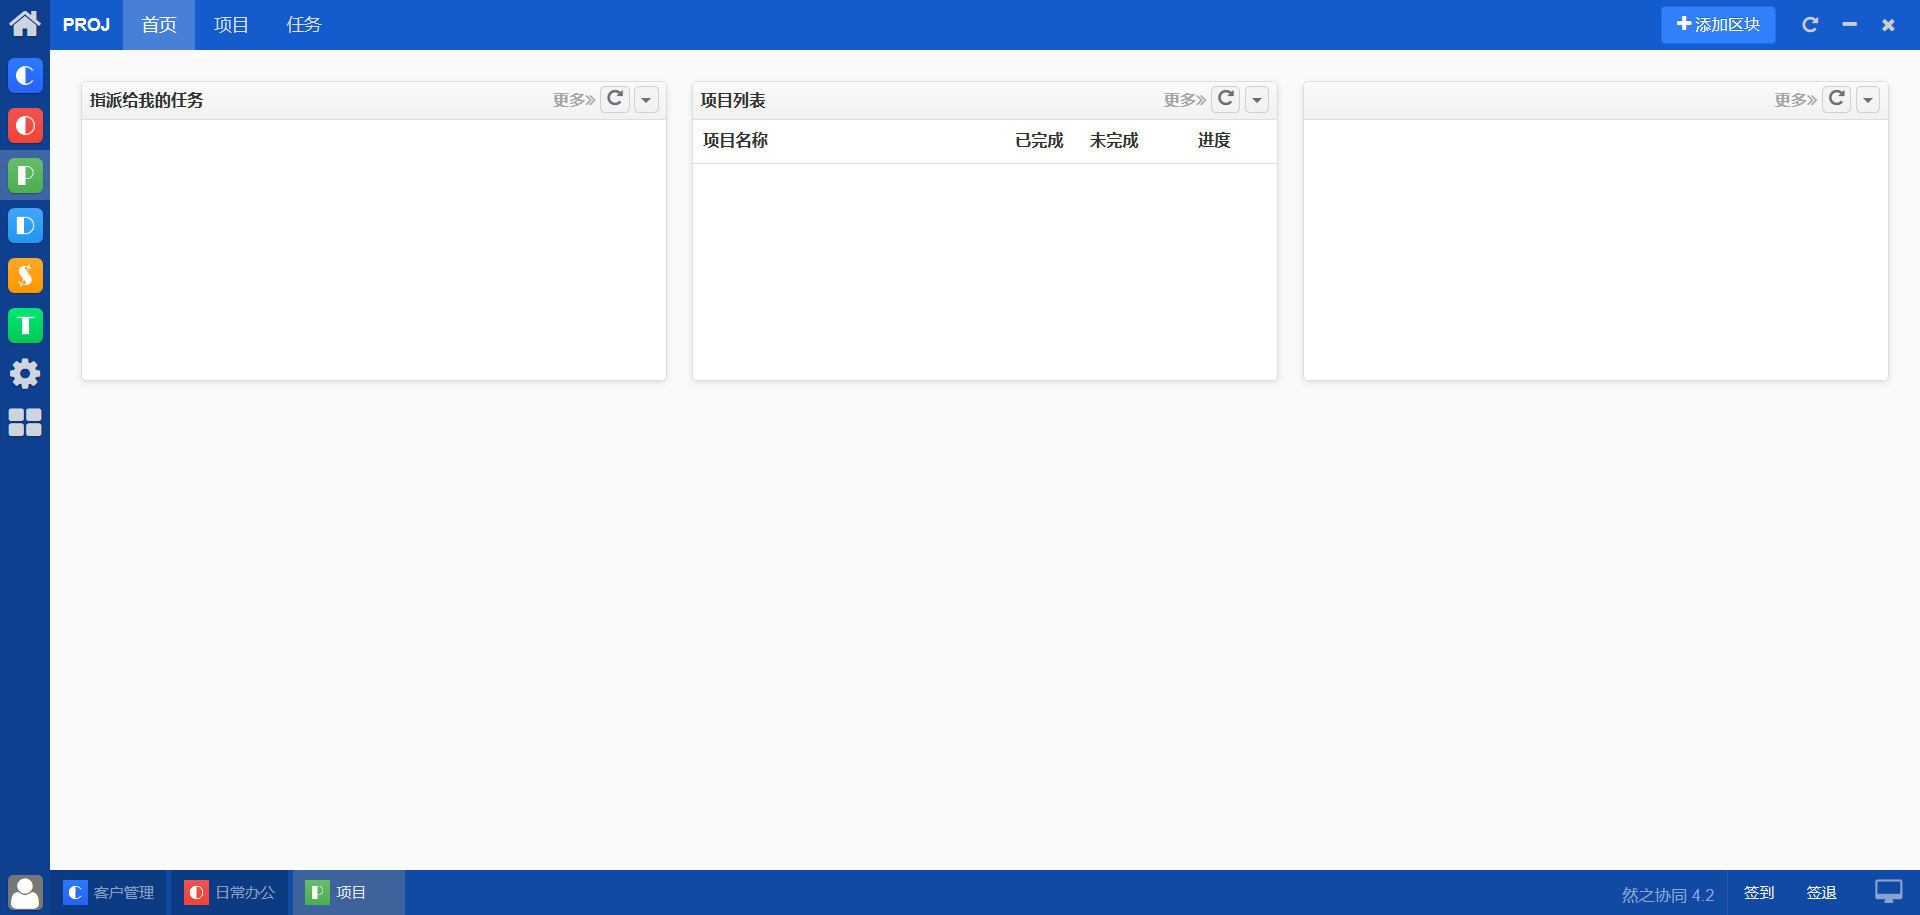 PROJ 首页 项目 任务 添加区块
指派给我的任务 更多
项目列表 更多
项目名称 已完成 未完成 进度
更多
C
O
P
D
$
T
C 客户管理 O 日常办公 P 项目 然之协同 4.2 签到 签退